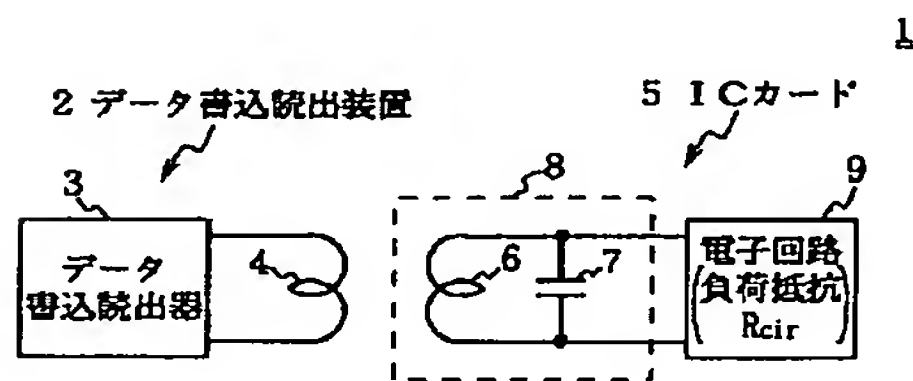 1
2 データ書込読出装置
5 ICカード
3
データ
書込読出器
4
8
6
7
9
電子回路
(負荷抵抗
Rcir)